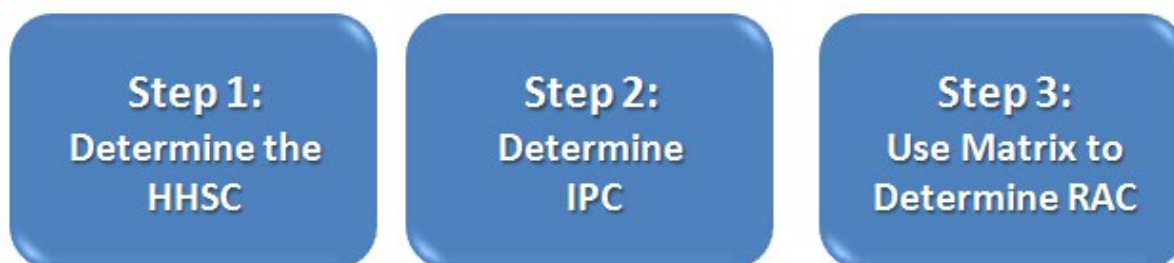 Step 1:
Determine the
HHSC
Step 2:
Determine
IPC
Step 3:
Use Matrix to
Determine RAC